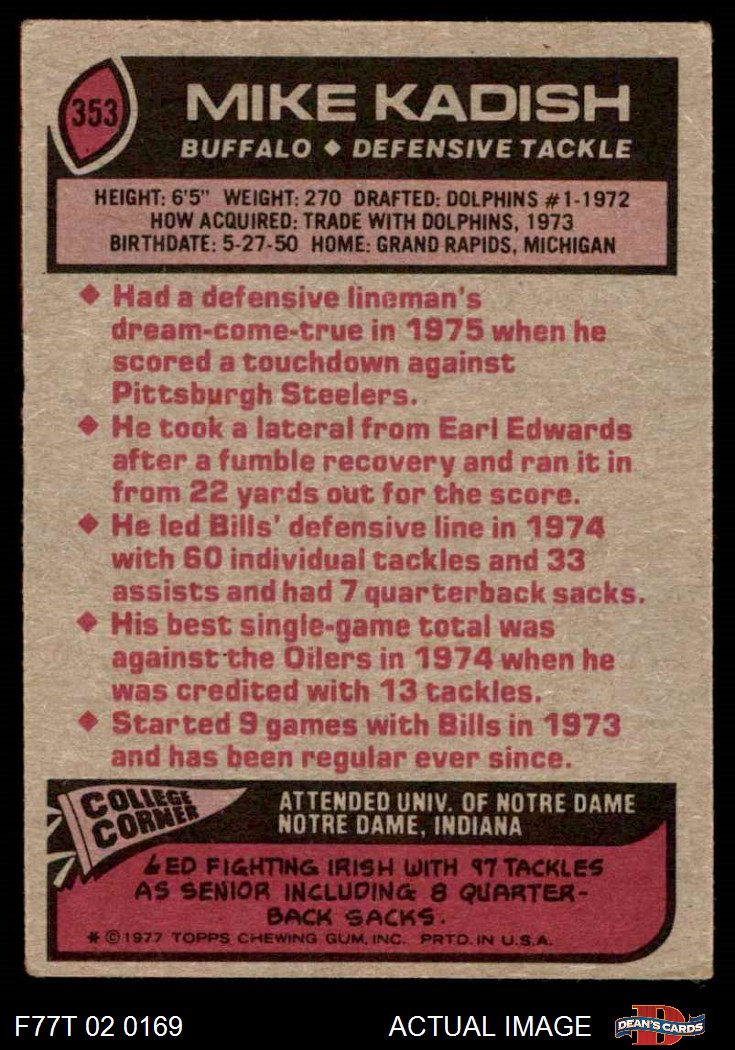 353
MIKE KADISH
BUFFALO ◆ DEFENSIVE TACKLE
HEIGHT: 6'5" WEIGHT: 270 DRAFTED: DOLPHINS #1-1972
HOW ACQUIRED: TRADE WITH DOLPHINS, 1973
BIRTHDATE: 5-27-50 HOME: GRAND RAPIDS, MICHIGAN
◆ Had a defensive lineman's
dream-come-true in 1975 when he
scored a touchdown against
Pittsburgh Steelers.
◆ He took a lateral from Earl Edwards
after a fumble recovery and ran it in
from 22 yards out for the score.
◆ He led Bills' defensive line in 1974
with 60 individual tackles and 33
assists and had 7 quarterback sacks.
◆ His best single-game total was
against the Oilers in 1974 when he
was credited with 13 tackles.
◆ Started 9 games with Bills in 1973
and has been regular ever since.
COLLEGE
CORNER
ATTENDED UNIV. OF NOTRE DAME
NOTRE DAME, INDIANA
LED FIGHTING IRISH WITH 97 TACKLES
AS SENIOR INCLUDING 8 QUARTER-
BACK SACKS.
* © 1977 TOPPS CHEWING GUM, INC. PRTD. IN U.S.A.
F77T 02 0169
ACTUAL IMAGE
D
DEAN'S CARDS